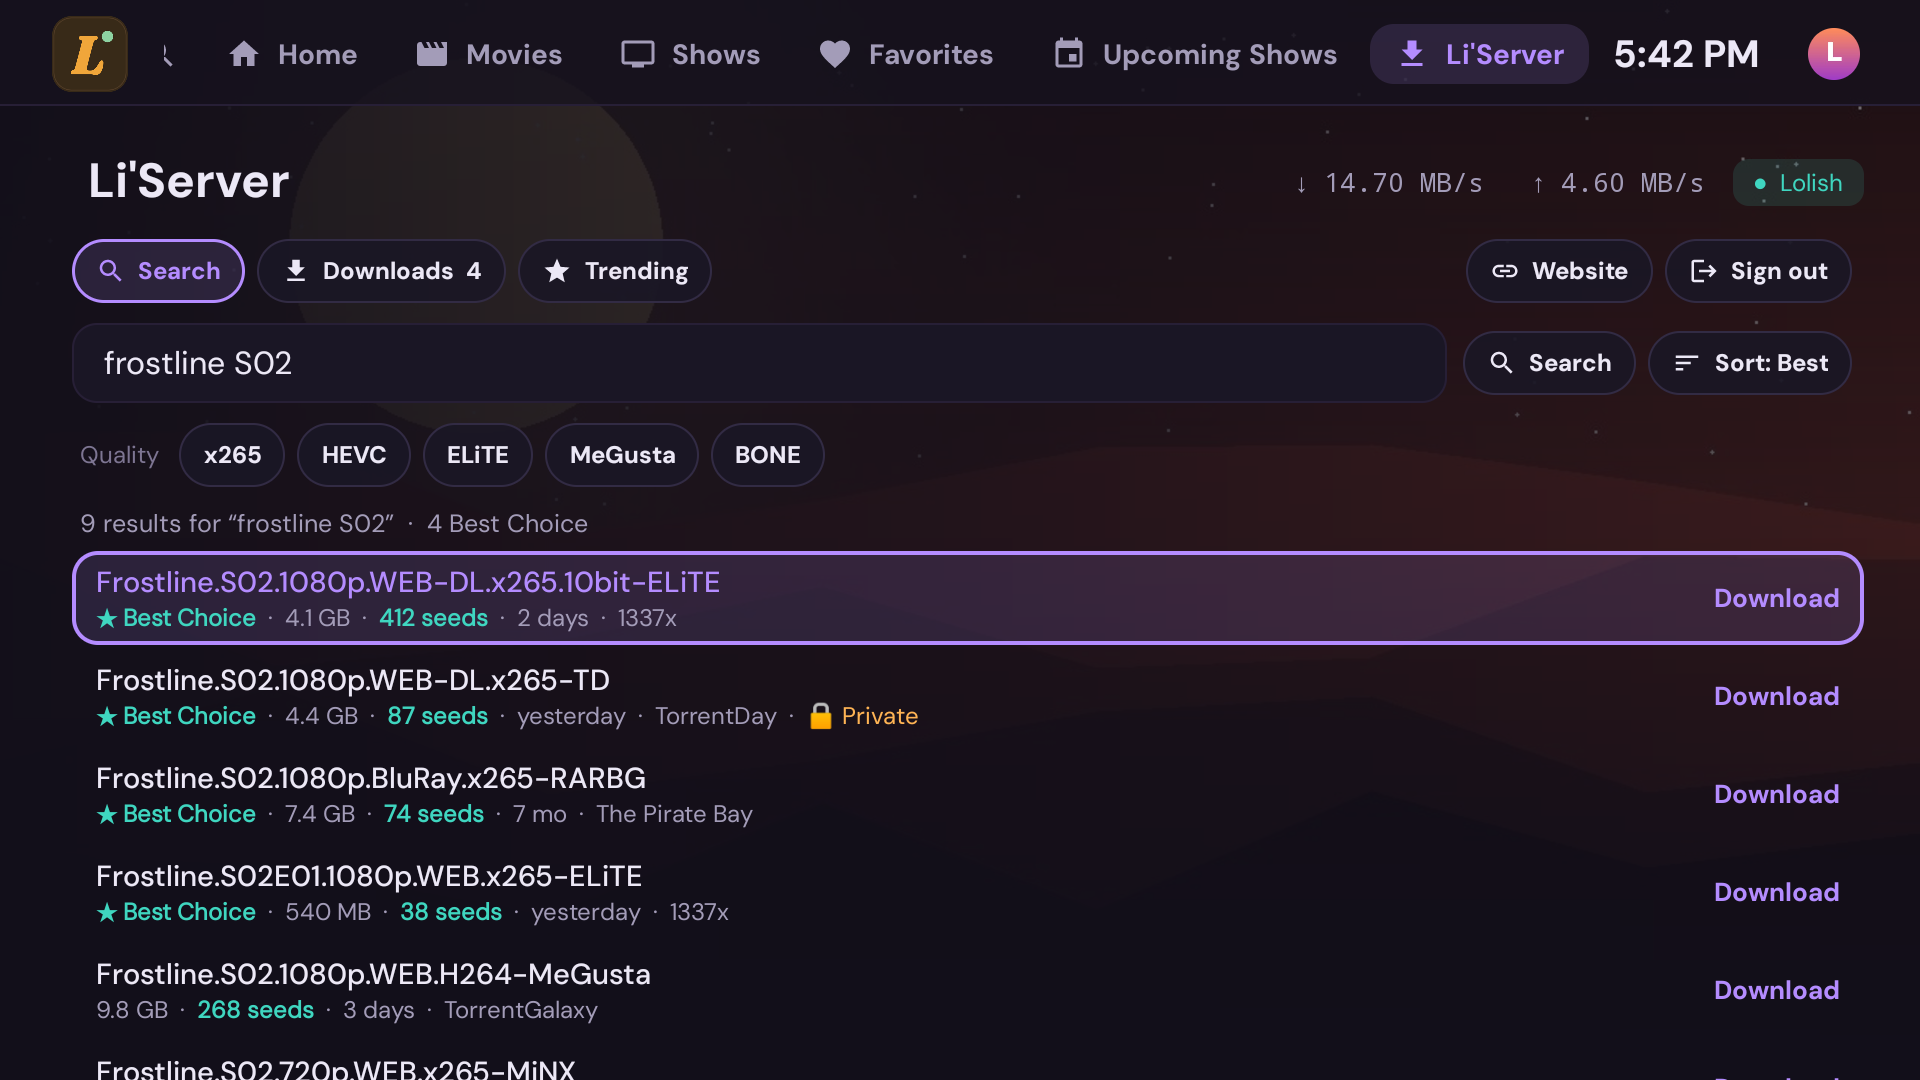 L
Home
Movies
Shows
Favorites
Upcoming Shows
Li'Server
5:42 PM
L
Li'Server
↓ 14.70 MB/s
↑ 4.60 MB/s
● Lolish
Search
Downloads 4
Trending
Website
Sign out
frostline S02
Search
Sort: Best
Quality
x265
HEVC
ELiTE
MeGusta
BONE
9 results for “frostline S02” · 4 Best Choice
Frostline.S02.1080p.WEB-DL.x265.10bit-ELiTE
★ Best Choice · 4.1 GB · 412 seeds · 2 days · 1337x
Download
Frostline.S02.1080p.WEB-DL.x265-TD
★ Best Choice · 4.4 GB · 87 seeds · yesterday · TorrentDay · 🔒 Private
Download
Frostline.S02.1080p.BluRay.x265-RARBG
★ Best Choice · 7.4 GB · 74 seeds · 7 mo · The Pirate Bay
Download
Frostline.S02E01.1080p.WEB.x265-ELiTE
★ Best Choice · 540 MB · 38 seeds · yesterday · 1337x
Download
Frostline.S02.1080p.WEB.H264-MeGusta
9.8 GB · 268 seeds · 3 days · TorrentGalaxy
Download
Frostline.S02.720p.WEB.x265-MiNX